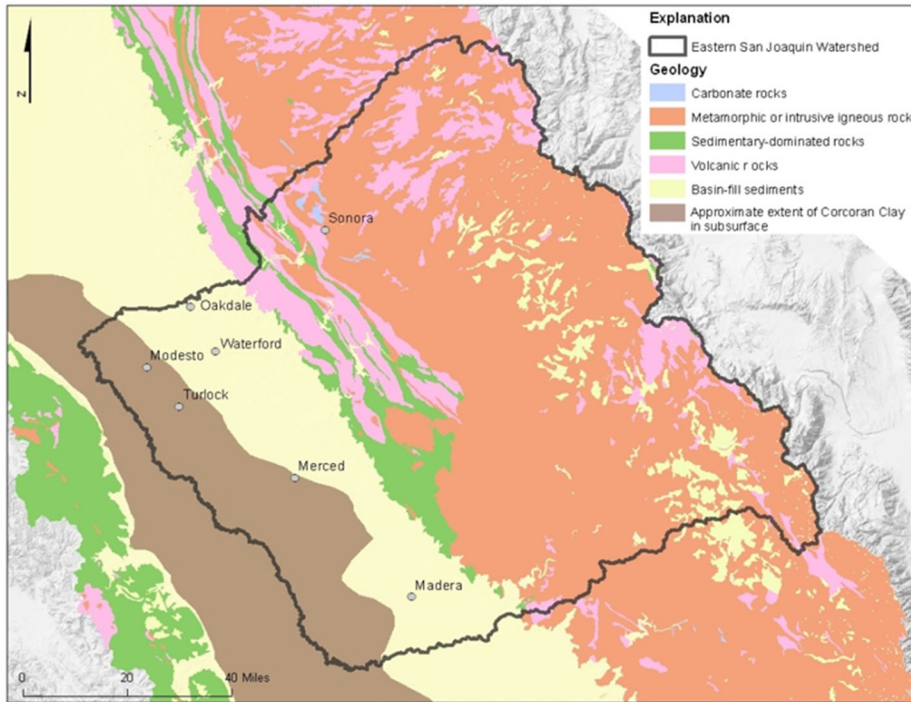 Explanation
Eastern San Joaquin Watershed
Geology
Carbonate rocks
Metamorphic or intrusive igneous rock
Sedimentary-dominated rocks
Volcanic r ocks
Basin-fill sediments
Approximate extent of Corcoran Clay
in subsurface
N
Sonora
Oakdale
Waterford
Modesto
Turlock
Merced
Madera
0 20 40 Miles